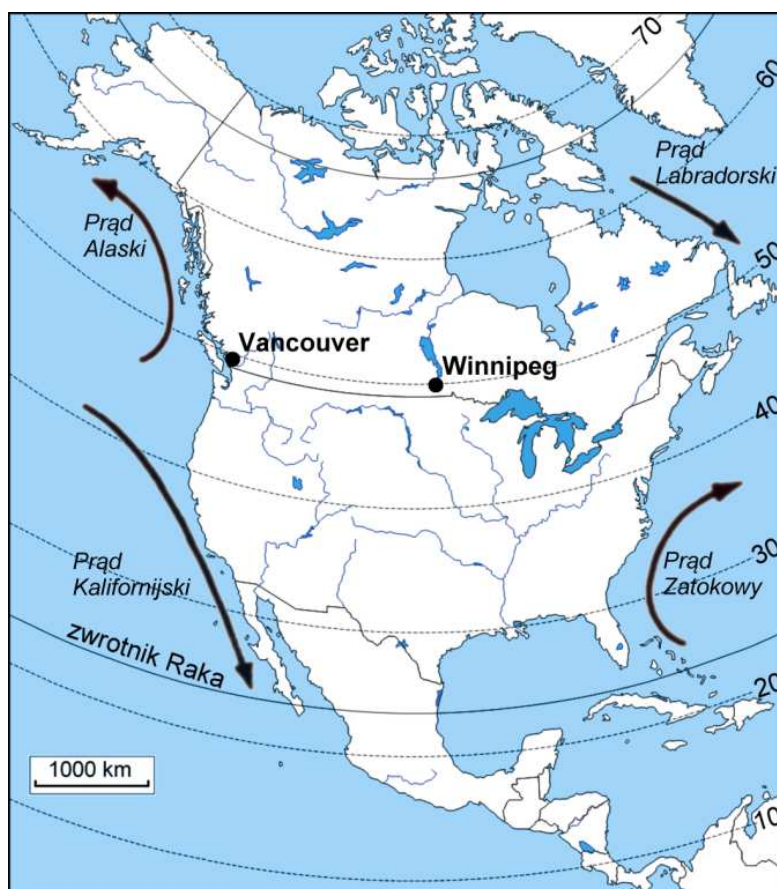 70
60
Prąd
Labradorski
Prąd
Alaski
50
Vancouver
Winnipeg
40
Prąd
Kalifornijski
30
Prąd
Zatokowy
zwrotnik Raka
20
1000 km
10